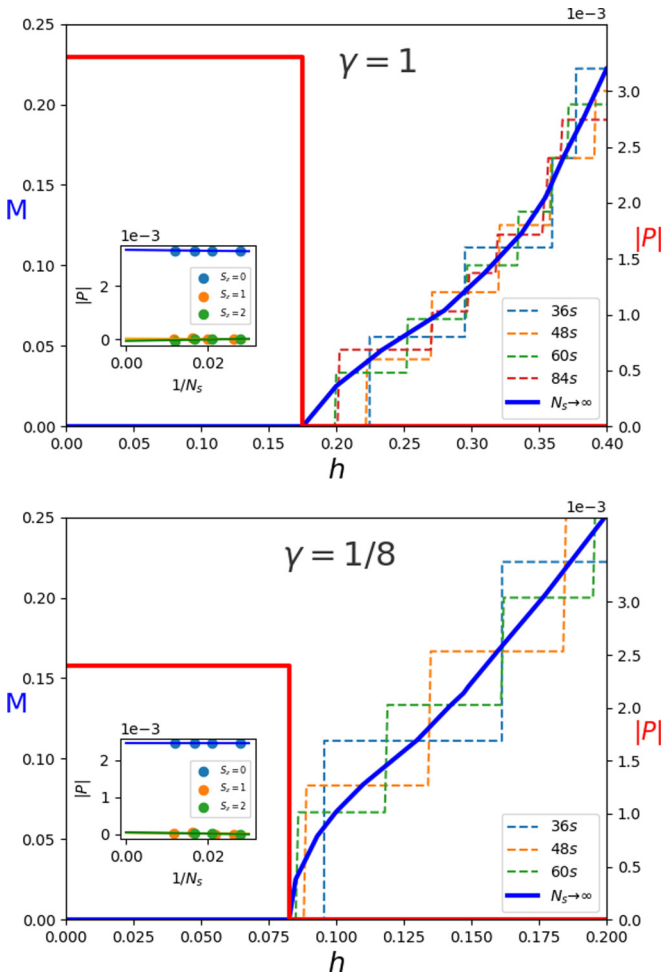 1e-3
0.25
γ = 1
0.20
3.0
2.5
0.15
2.0
M
|P|
1e-3
1.5
0.10
|P|
2
0
S_z = 0
S_z = 1
S_z = 2
0.00 0.02
1/N_s
36s
48s
60s
84s
N_s→∞
1.0
0.05
0.5
0.00
0.0
0.00 0.05 0.10 0.15 0.20 0.25 0.30 0.35 0.40
h
1e-3
0.25
γ = 1/8
0.20
3.0
2.5
0.15
2.0
M
|P|
1e-3
1.5
0.10
|P|
2
1
0
S_z = 0
S_z = 1
S_z = 2
0.00 0.02
1/N_s
36s
48s
60s
N_s→∞
1.0
0.05
0.5
0.00
0.0
0.000 0.025 0.050 0.075 0.100 0.125 0.150 0.175 0.200
h